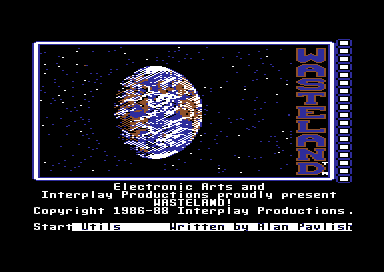 WASTELAND
TM
Electronic Arts and
Interplay Productions proudly present
WASTELAND!
Copyright 1986-88 Interplay Productions.
Start Utils Written by Alan Pavlish